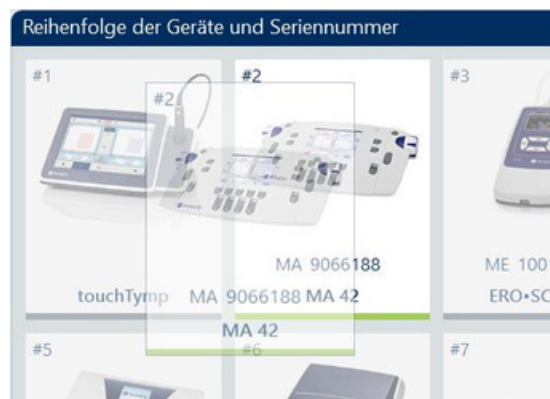 Reihenfolge der Geräte und Seriennummer
#1
#2
#2
#3
MA 9066188
ME 1001
touchTymp
MA 9066188
MA 42
ERO•SC
MA 42
#5
#6
#7